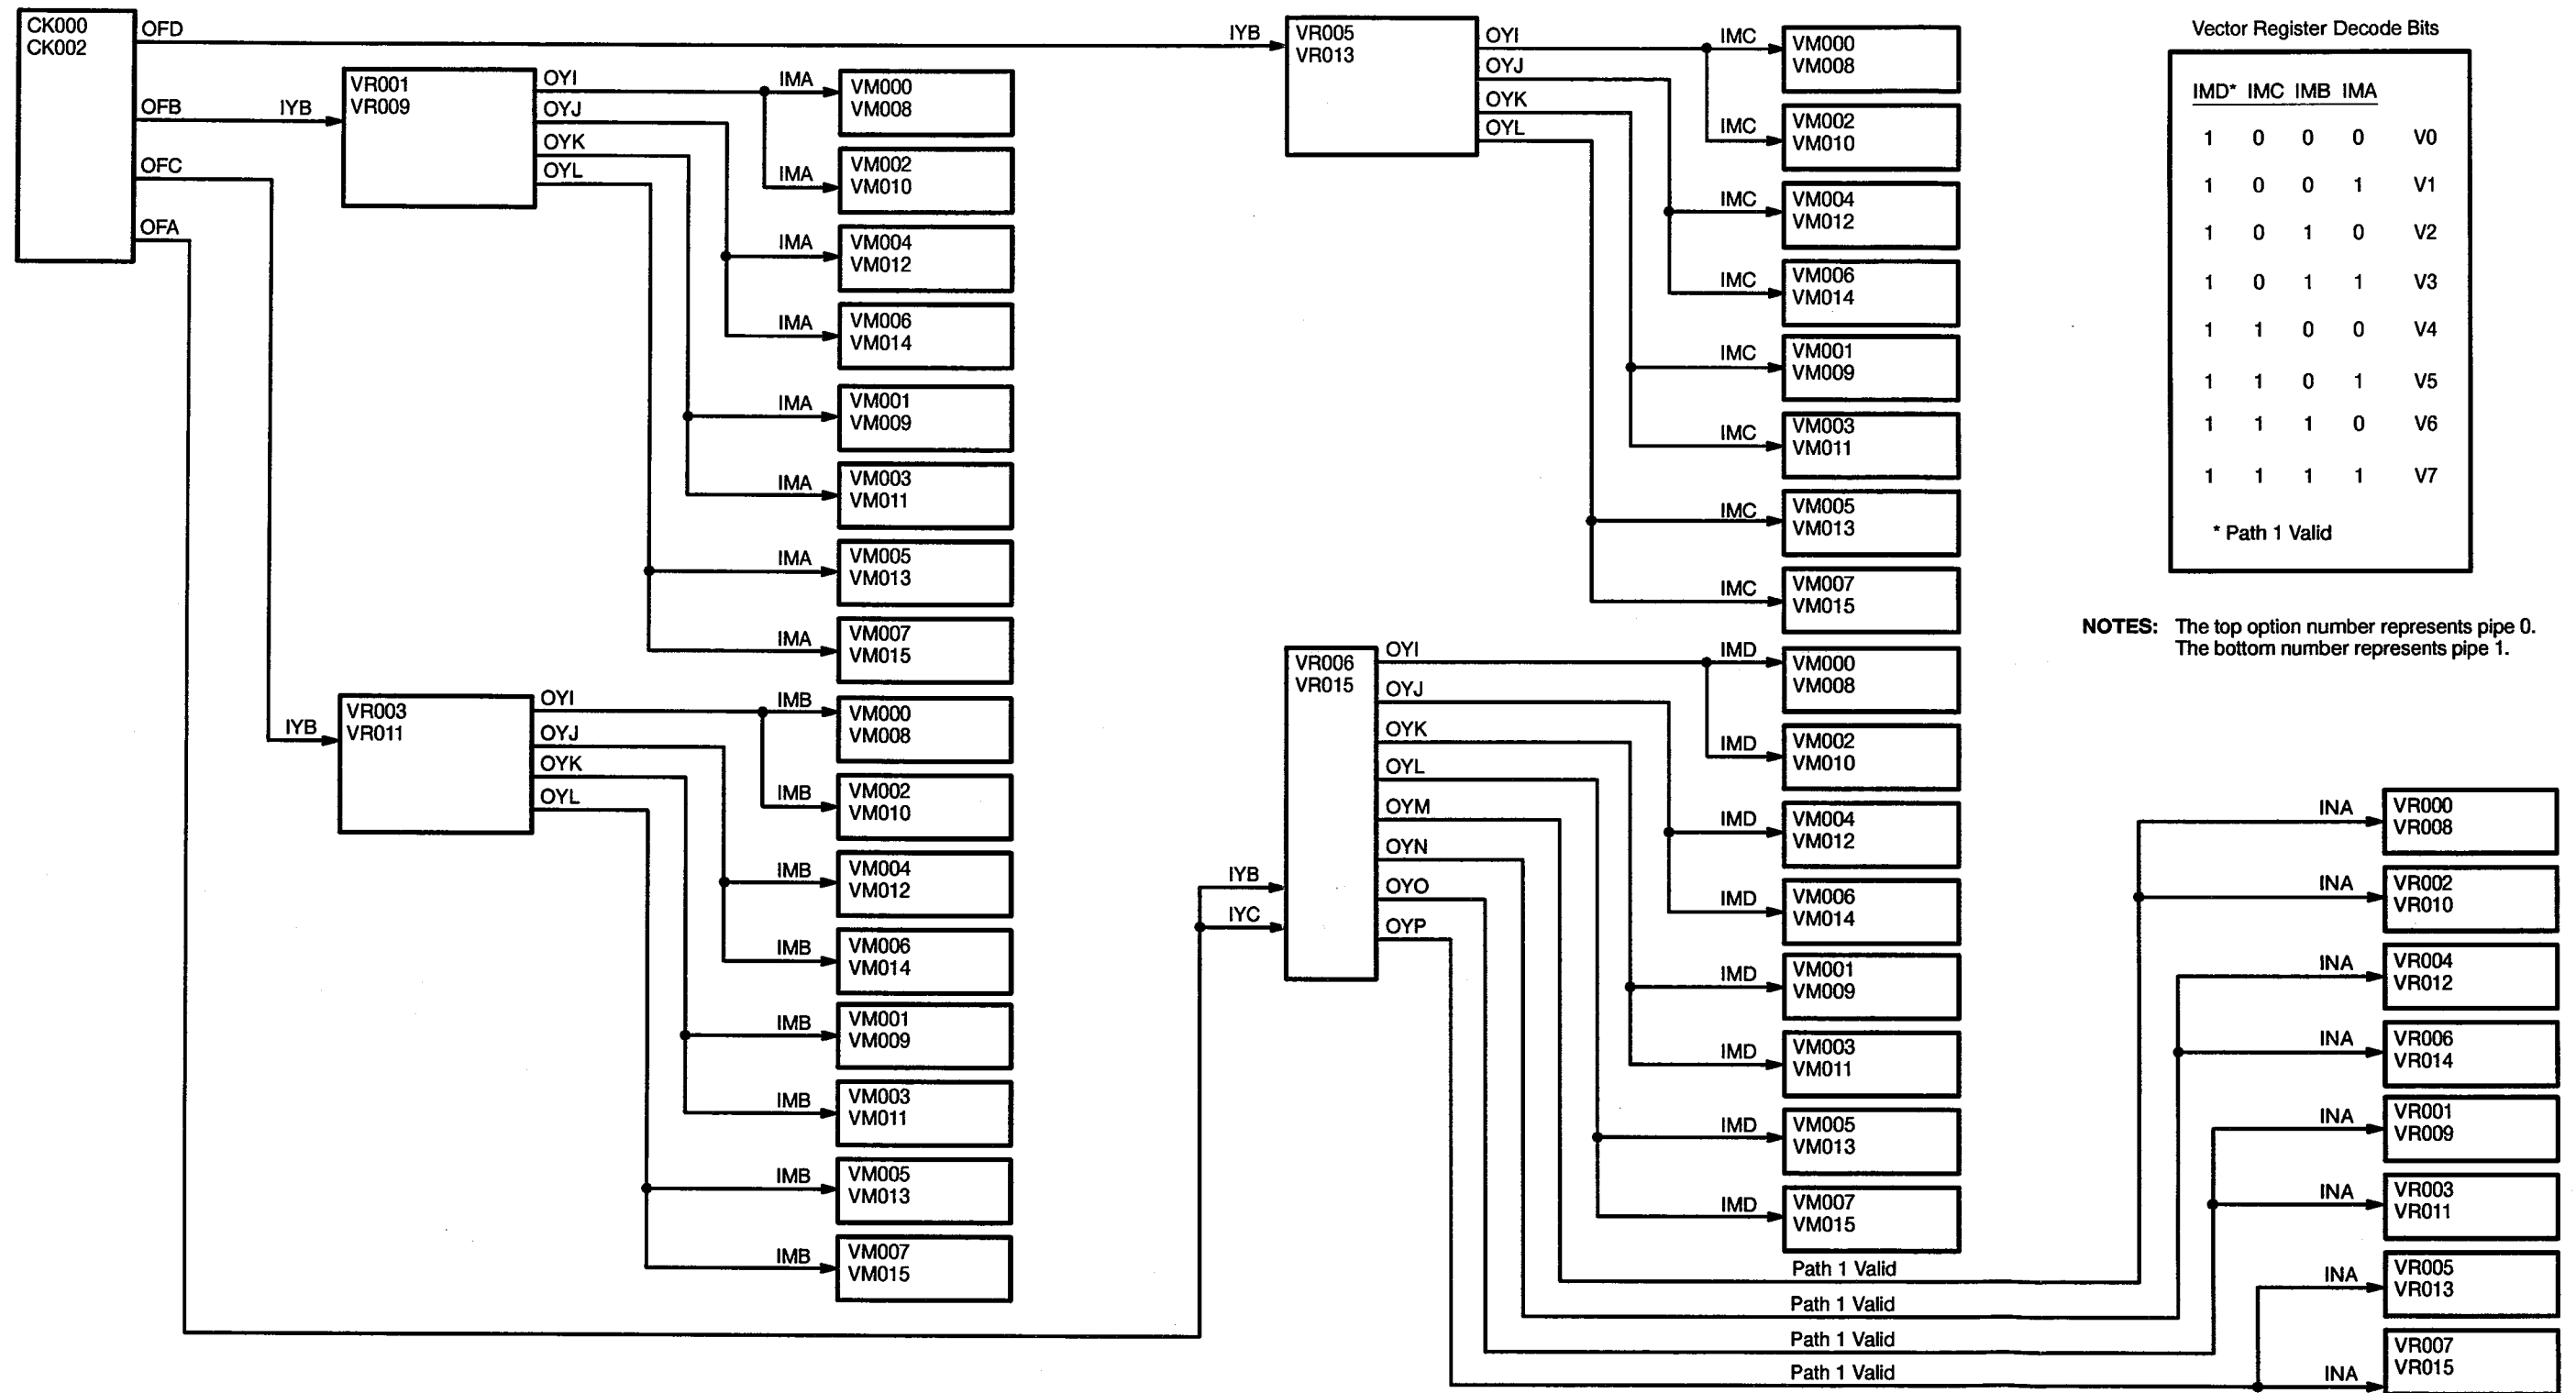 CK000
CK002
OFD
OFB
OFC
OFA
IYB
VR001
VR009
OYI
OYJ
OYK
OYL
IMA
VM000
VM008
IMA
VM002
VM010
IMA
VM004
VM012
IMA
VM006
VM014
IMA
VM001
VM009
IMA
VM003
VM011
IMA
VM005
VM013
IMA
VM007
VM015
IYB
VR003
VR011
OYI
OYJ
OYK
OYL
IMB
VM000
VM008
IMB
VM002
VM010
IMB
VM004
VM012
IMB
VM006
VM014
IMB
VM001
VM009
IMB
VM003
VM011
IMB
VM005
VM013
IMB
VM007
VM015
IYB
VR005
VR013
OYI
OYJ
OYK
OYL
IMC
VM000
VM008
IMC
VM002
VM010
IMC
VM004
VM012
IMC
VM006
VM014
IMC
VM001
VM009
IMC
VM003
VM011
IMC
VM005
VM013
IMC
VM007
VM015
IYB
IYC
VR006
VR015
OYI
OYJ
OYK
OYL
OYM
OYN
OYO
OYP
IMD
VM000
VM008
IMD
VM002
VM010
IMD
VM004
VM012
IMD
VM006
VM014
IMD
VM001
VM009
IMD
VM003
VM011
IMD
VM005
VM013
IMD
VM007
VM015
Path 1 Valid
Path 1 Valid
Path 1 Valid
Path 1 Valid
Vector Register Decode Bits
IMD* IMC IMB IMA
1 0 0 0 V0
1 0 0 1 V1
1 0 1 0 V2
1 0 1 1 V3
1 1 0 0 V4
1 1 0 1 V5
1 1 1 0 V6
1 1 1 1 V7
* Path 1 Valid
NOTES: The top option number represents pipe 0.
The bottom number represents pipe 1.
INA
VR000
VR008
INA
VR002
VR010
INA
VR004
VR012
INA
VR006
VR014
INA
VR001
VR009
INA
VR003
VR011
INA
VR005
VR013
INA
VR007
VR015